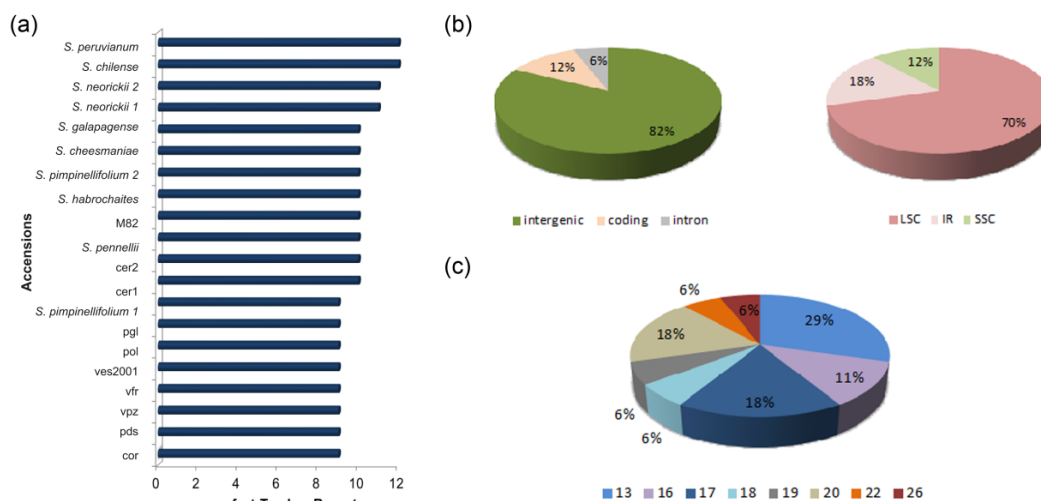 (a)
Accensions
S. peruvianum
S. chilense
S. neorickii 2
S. neorickii 1
S. galapagense
S. cheesmaniae
S. pimpinellifolium 2
S. habrochaites
M82
S. pennellii
cer2
cer1
S. pimpinellifolium 1
pgl
pol
ves2001
vfr
vpz
pds
cor
0 2 4 6 8 10 12
(b)
6%
12%
82%
intergenic coding intron
12%
18%
70%
LSC IR SSC
(c)
6%
6%
29%
18%
11%
18%
6%
6%
13 16 17 18 19 20 22 26